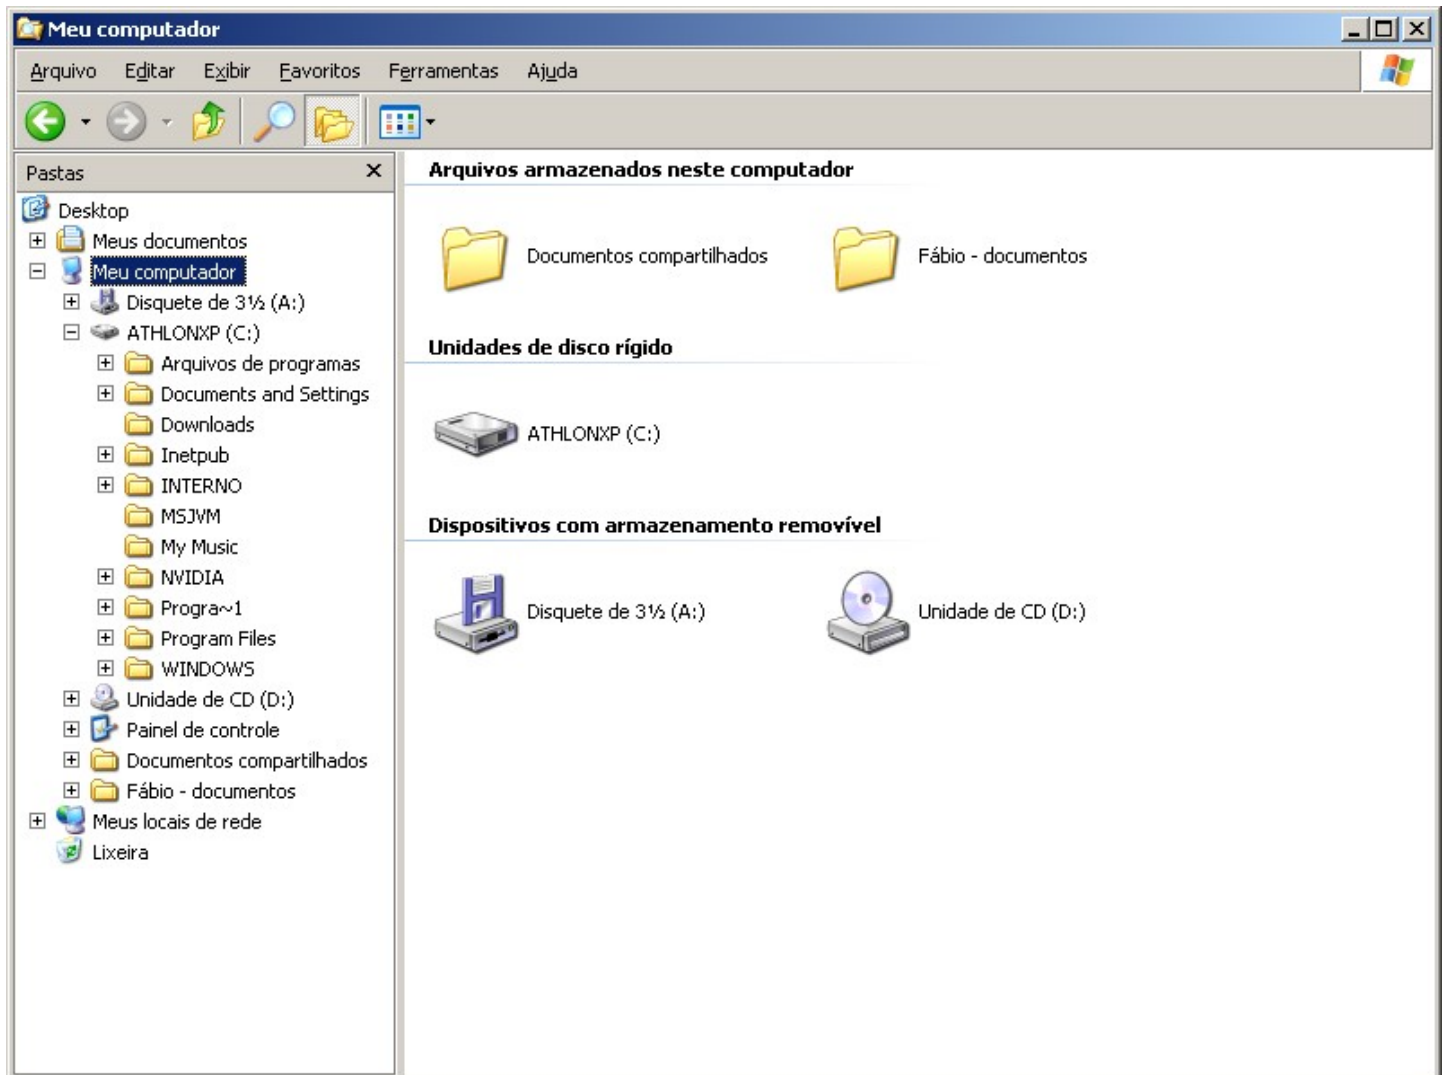 Meu computador
Arquivo Editar Exibir Favoritos Ferramentas Ajuda
Pastas
Desktop
Meus documentos
Meu computador
Disquete de 3½ (A:)
ATHLONXP (C:)
Arquivos de programas
Documents and Settings
Downloads
Inetpub
INTERNO
MSJVM
My Music
NVIDIA
Progra~1
Program Files
WINDOWS
Unidade de CD (D:)
Painel de controle
Documentos compartilhados
Fábio - documentos
Meus locais de rede
Lixeira
Arquivos armazenados neste computador
Documentos compartilhados
Fábio - documentos
Unidades de disco rígido
ATHLONXP (C:)
Dispositivos com armazenamento removível
Disquete de 3½ (A:)
Unidade de CD (D:)